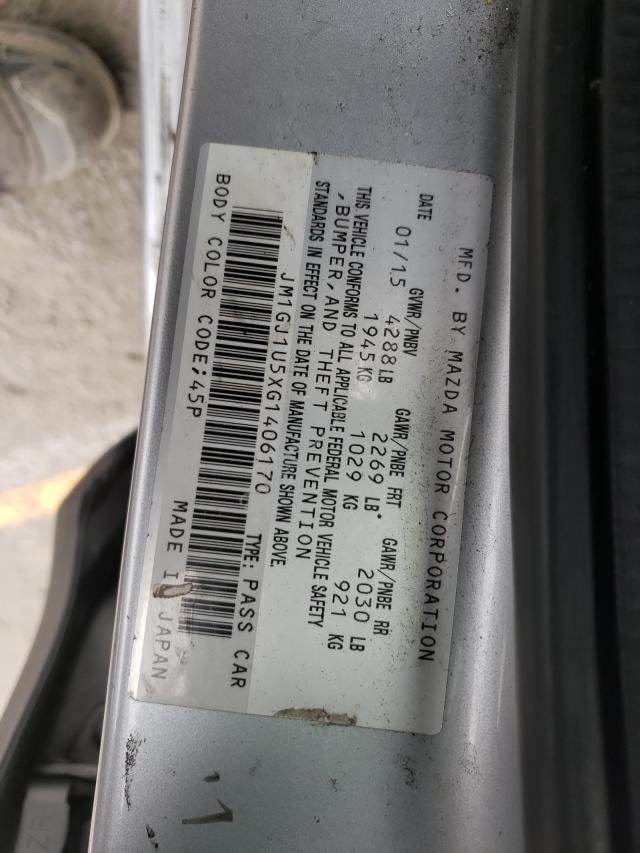 MFD. BY MAZDA MOTOR CORPORATION
DATE GVWR/PNBV GAWR/PNBE FRT GAWR/PNBE RR
01/15 4288LB 2269 LB* 2030 LB
1945KG 1029 KG 921 KG
THIS VEHICLE CONFORMS TO ALL APPLICABLE FEDERAL MOTOR VEHICLE SAFETY
,BUMPER,AND THEFT PREVENTION
STANDARDS IN EFFECT ON THE DATE OF MANUFACTURE SHOWN ABOVE.
JM1GJ1U5XG1406170 TYPE: PASS CAR
BODY COLOR CODE;45P MADE IN JAPAN